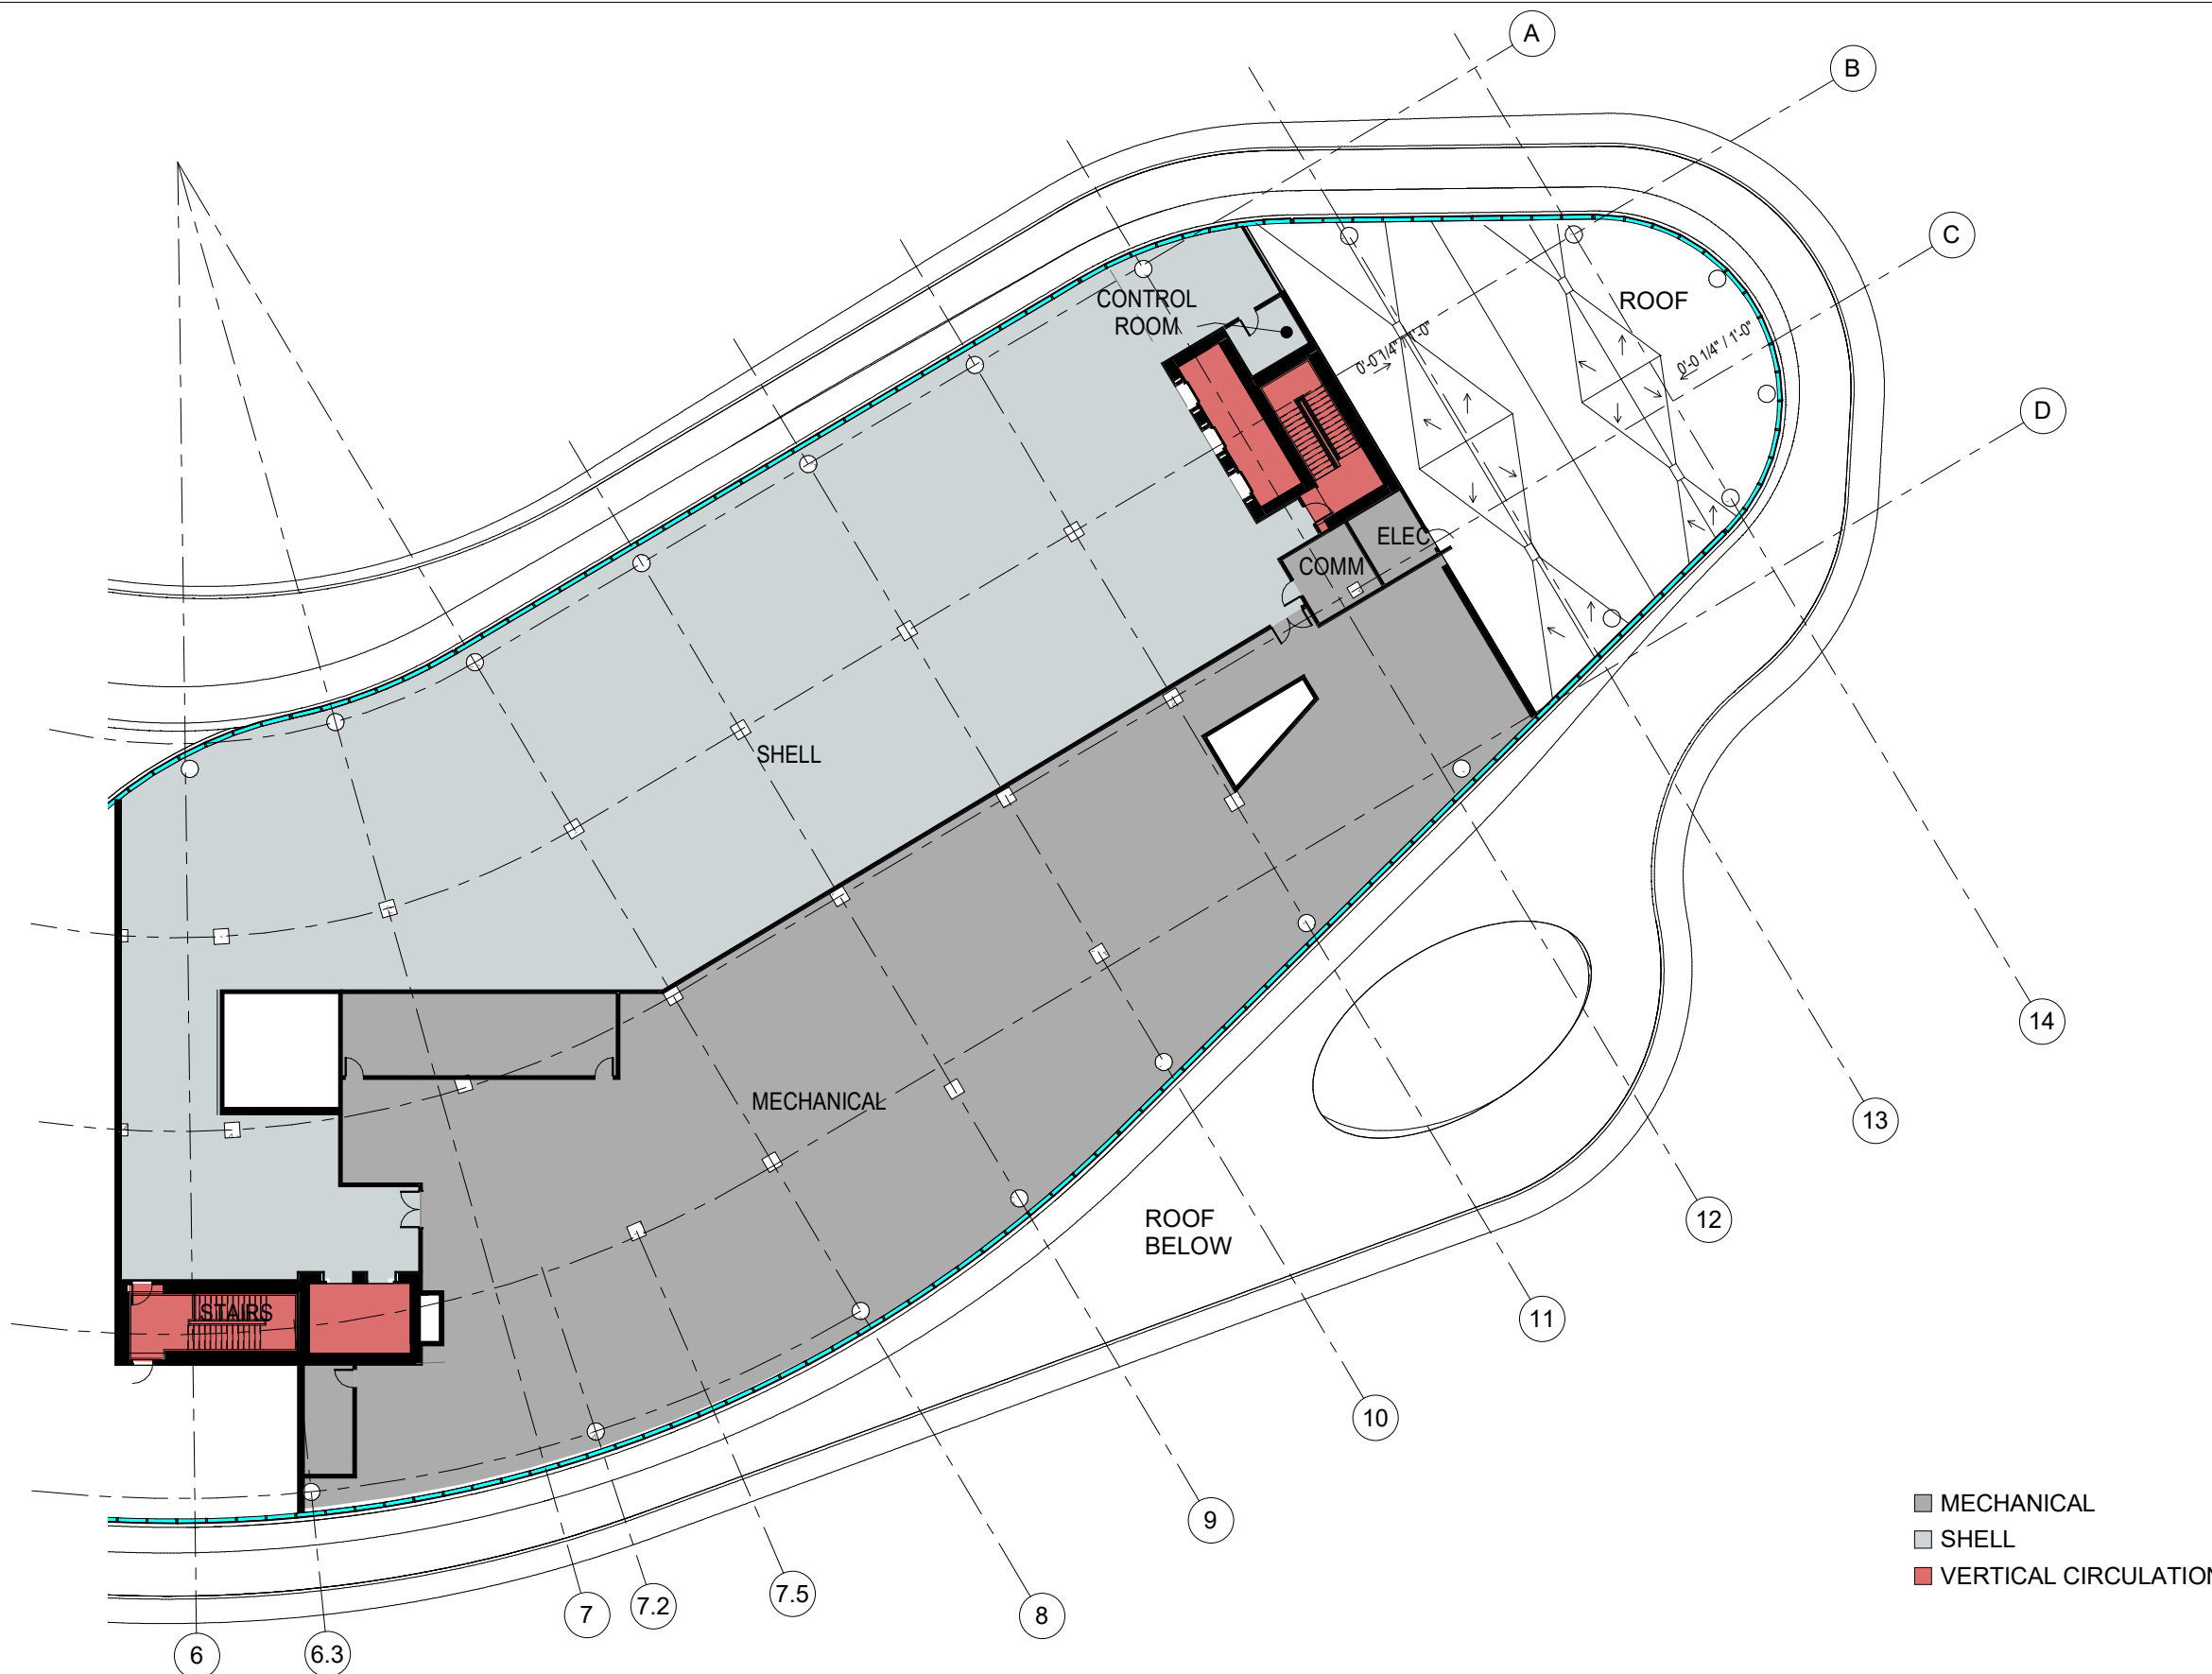 A
B
C
D
CONTROL
ROOM
ROOF
0'-0 1/4" / 1'-0"
0'-0 1/4" / 1'-0"
ELEC
COMM
SHELL
MECHANICAL
STAIRS
ROOF
BELOW
14
13
12
11
10
9
8
7.5
7.2
7
6.3
6
MECHANICAL
SHELL
VERTICAL CIRCULATION